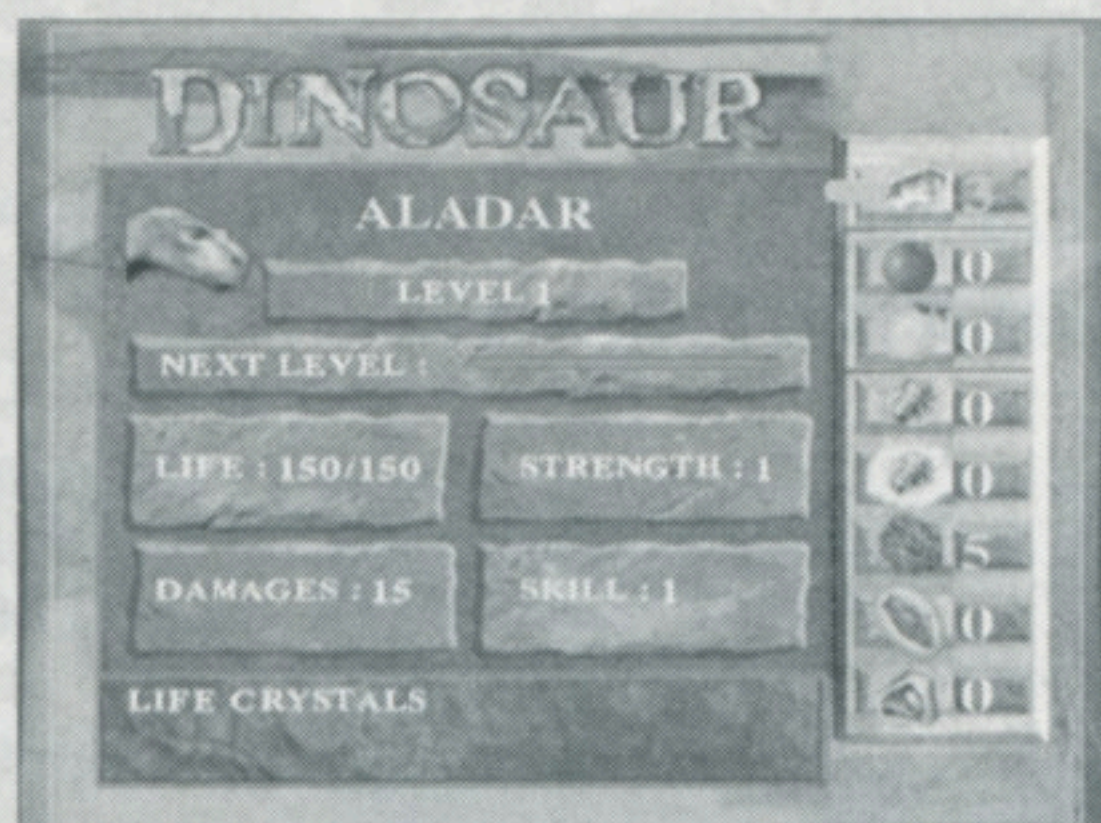 DINOSAUR
ALADAR
LEVEL 1
NEXT LEVEL :
LIFE : 150/150
STRENGTH : 1
DAMAGES : 15
SKILL : 1
LIFE CRYSTALS
0
0
0
0
5
0
0